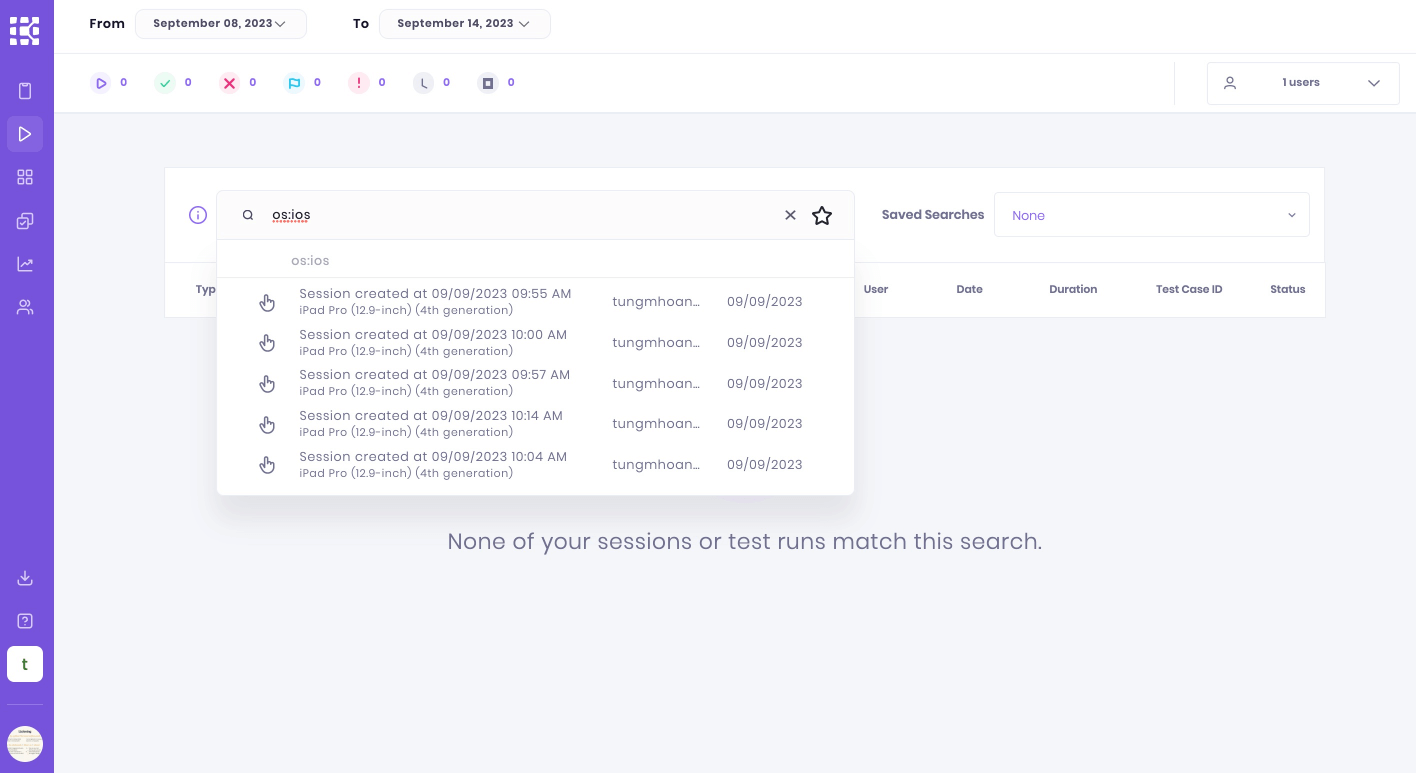 From September 08, 2023 To September 14, 2023
0 0 0 0 0 0 0 1 users
os:ios Saved Searches None
os:ios
Typ User Date Duration Test Case ID Status
Session created at 09/09/2023 09:55 AM tungmhoan... 09/09/2023
iPad Pro (12.9-inch) (4th generation)
Session created at 09/09/2023 10:00 AM tungmhoan... 09/09/2023
iPad Pro (12.9-inch) (4th generation)
Session created at 09/09/2023 09:57 AM tungmhoan... 09/09/2023
iPad Pro (12.9-inch) (4th generation)
Session created at 09/09/2023 10:14 AM tungmhoan... 09/09/2023
iPad Pro (12.9-inch) (4th generation)
Session created at 09/09/2023 10:04 AM tungmhoan... 09/09/2023
iPad Pro (12.9-inch) (4th generation)
None of your sessions or test runs match this search.
t